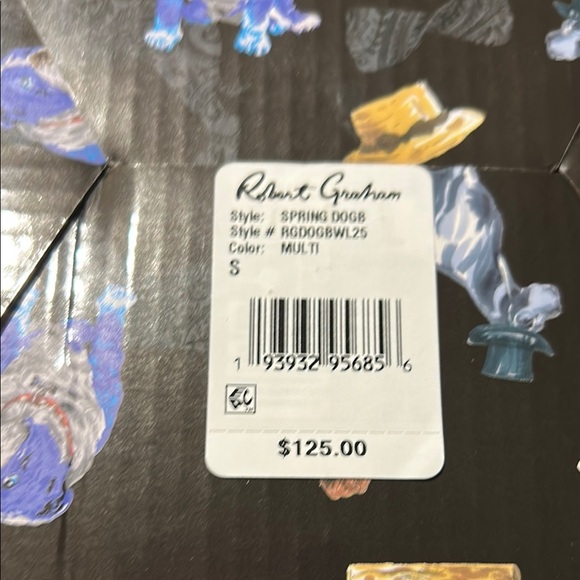 Robert Graham
Style: SPRING DOGB
Style # RGDOGBWL25
Color: MULTI
S
1 93932 95685 6
$125.00